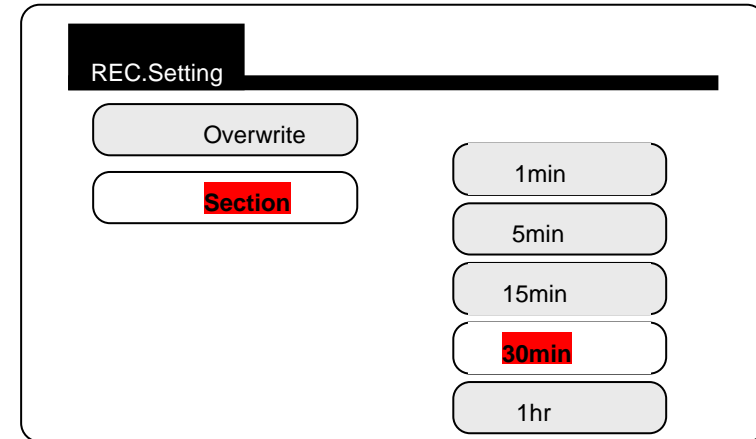 REC.Setting
Overwrite
Section
1min
5min
15min
30min
1hr